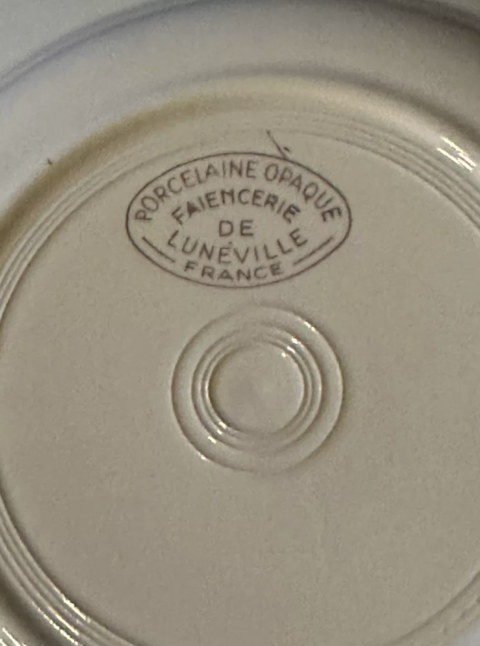 PORCELAINE OPAQUE
FAIENCERIE
DE
LUNÉVILLE
FRANCE